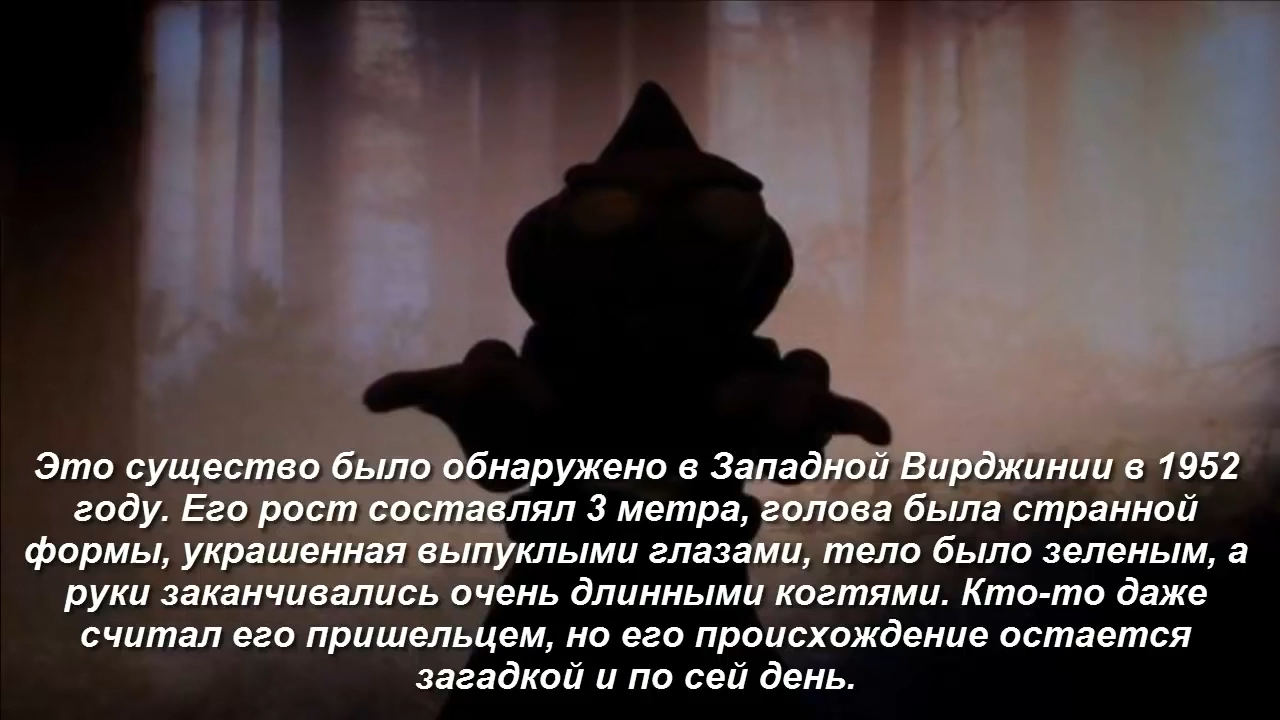 Это существо было обнаружено в Западной Вирджинии в 1952
году. Его рост составлял 3 метра, голова была странной
формы, украшенная выпуклыми глазами, тело было зеленым, а
руки заканчивались очень длинными когтями. Кто-то даже
считал его пришельцем, но его происхождение остается
загадкой и по сей день.